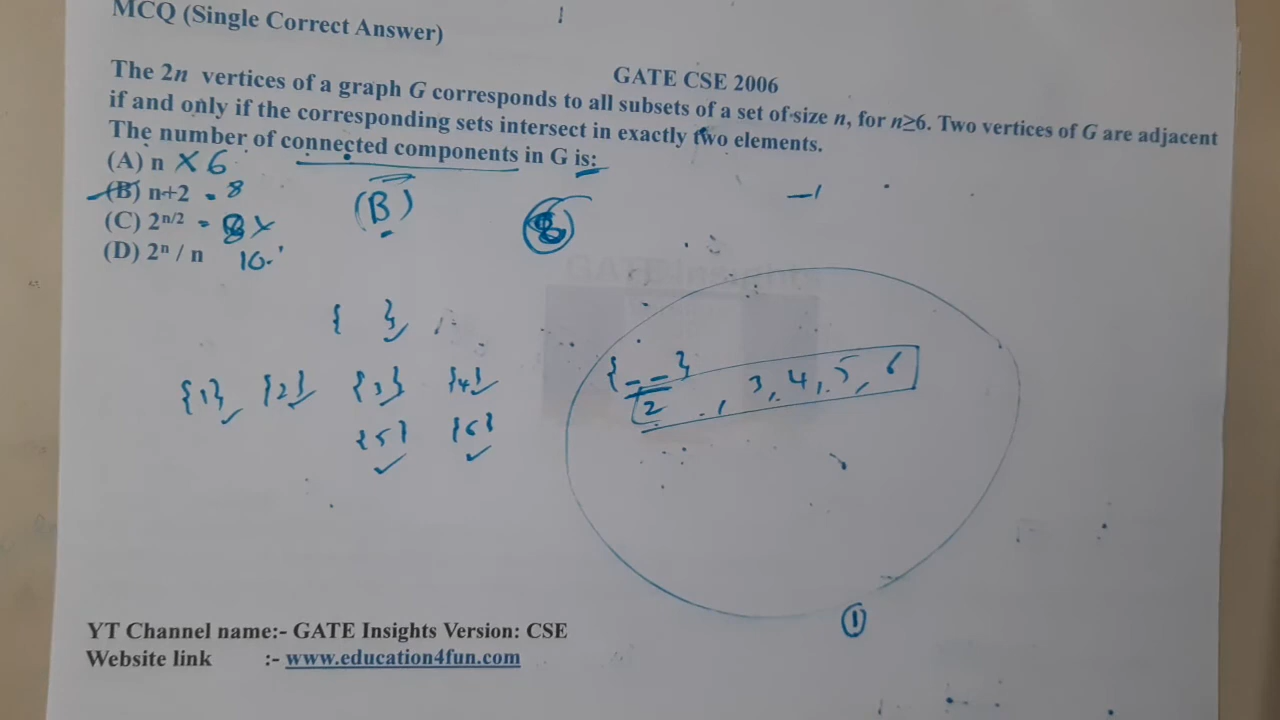 MCQ (Single Correct Answer)
GATE CSE 2006
The 2n vertices of a graph G corresponds to all subsets of a set of size n, for n≥6. Two vertices of G are adjacent
if and only if the corresponding sets intersect in exactly two elements.
The number of connected components in G is:
(A) n × 6
(B) n+2 = 8
(C) 2^n/2 = 8 ×
(D) 2^n / n 10.
(B)
8
{ }
{1} {2} {3} {4}
{5} {6}
{_ _}
2 , 1 3, 4, 5, 6
1
YT Channel name:- GATE Insights Version: CSE
Website link :- www.education4fun.com